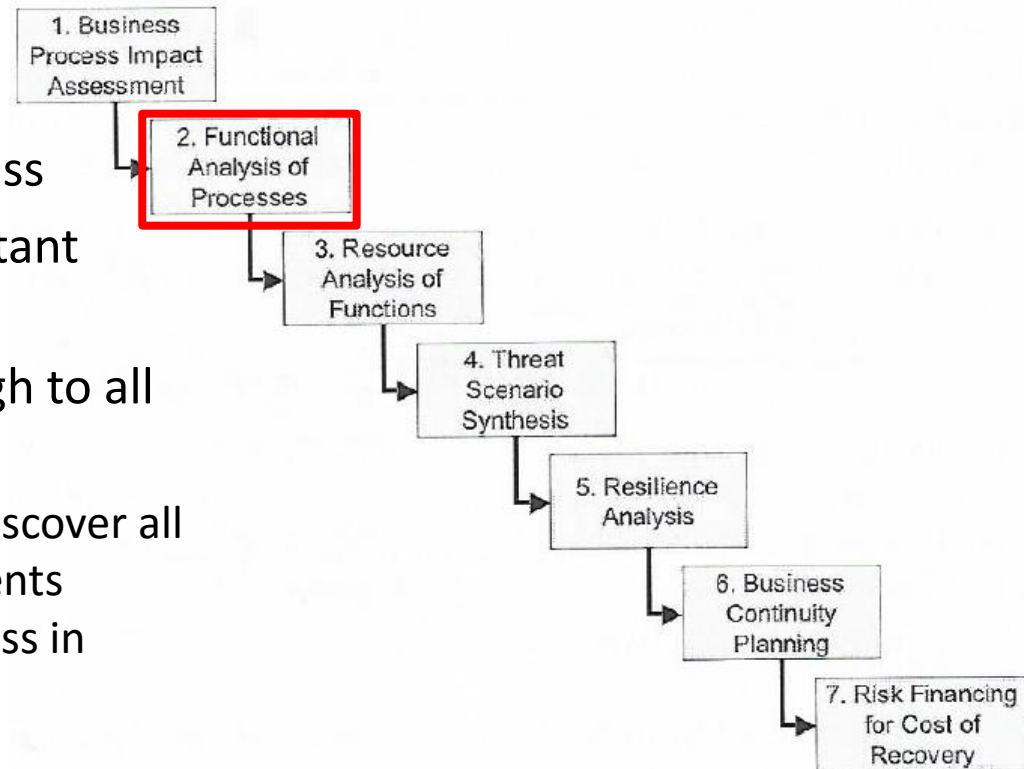 1. Business
Process Impact
Assessment
2. Functional
Analysis of
Processes
ss
tant
3. Resource
Analysis of
Functions
gh to all
4. Threat
Scenario
Synthesis
5. Resilience
Analysis
scover all
ents
ss in
6. Business
Continuity
Planning
7. Risk Financing
for Cost of
Recovery